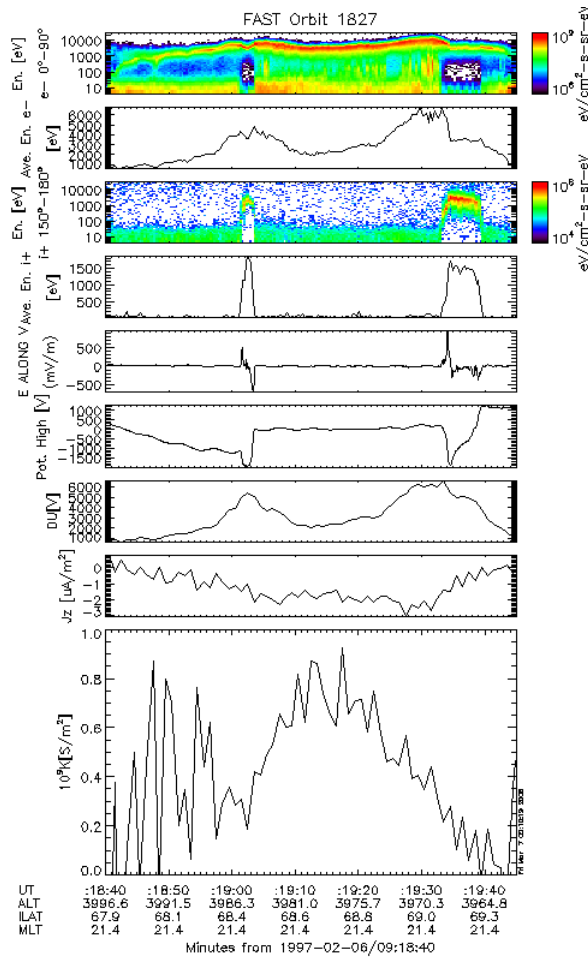 FAST Orbit 1827
En. [eV]
e- 0°-90°
10000
1000
100
10
10⁹
10⁶
eV/cm²-s-sr-eV
Ave. En. e-
[eV]
6000
5000
4000
3000
2000
1000
En. [eV]
i+ 150°-180°
10000
1000
100
10
10⁶
10⁴
eV/cm²-s-sr-eV
Ave. En. i+
[eV]
1500
1000
500
E ALONG V
(mV/m)
500
0
-500
Pot. High [V]
1000
500
0
-500
-1000
-1500
DU[V]
6000
5000
4000
3000
2000
1000
Jz [uA/m²]
0
-1
-2
-3
10⁹K[S/m²]
1.0
0.8
0.6
0.4
0.2
0.0
UT :18:40 :18:50 :19:00 :19:10 :19:20 :19:30 :19:40
ALT 3996.6 3991.5 3986.3 3981.0 3975.7 3970.3 3964.8
ILAT 67.9 68.1 68.4 68.6 68.8 69.0 69.3
MLT 21.4 21.4 21.4 21.4 21.4 21.4 21.4
Minutes from 1997-02-06/09:18:40